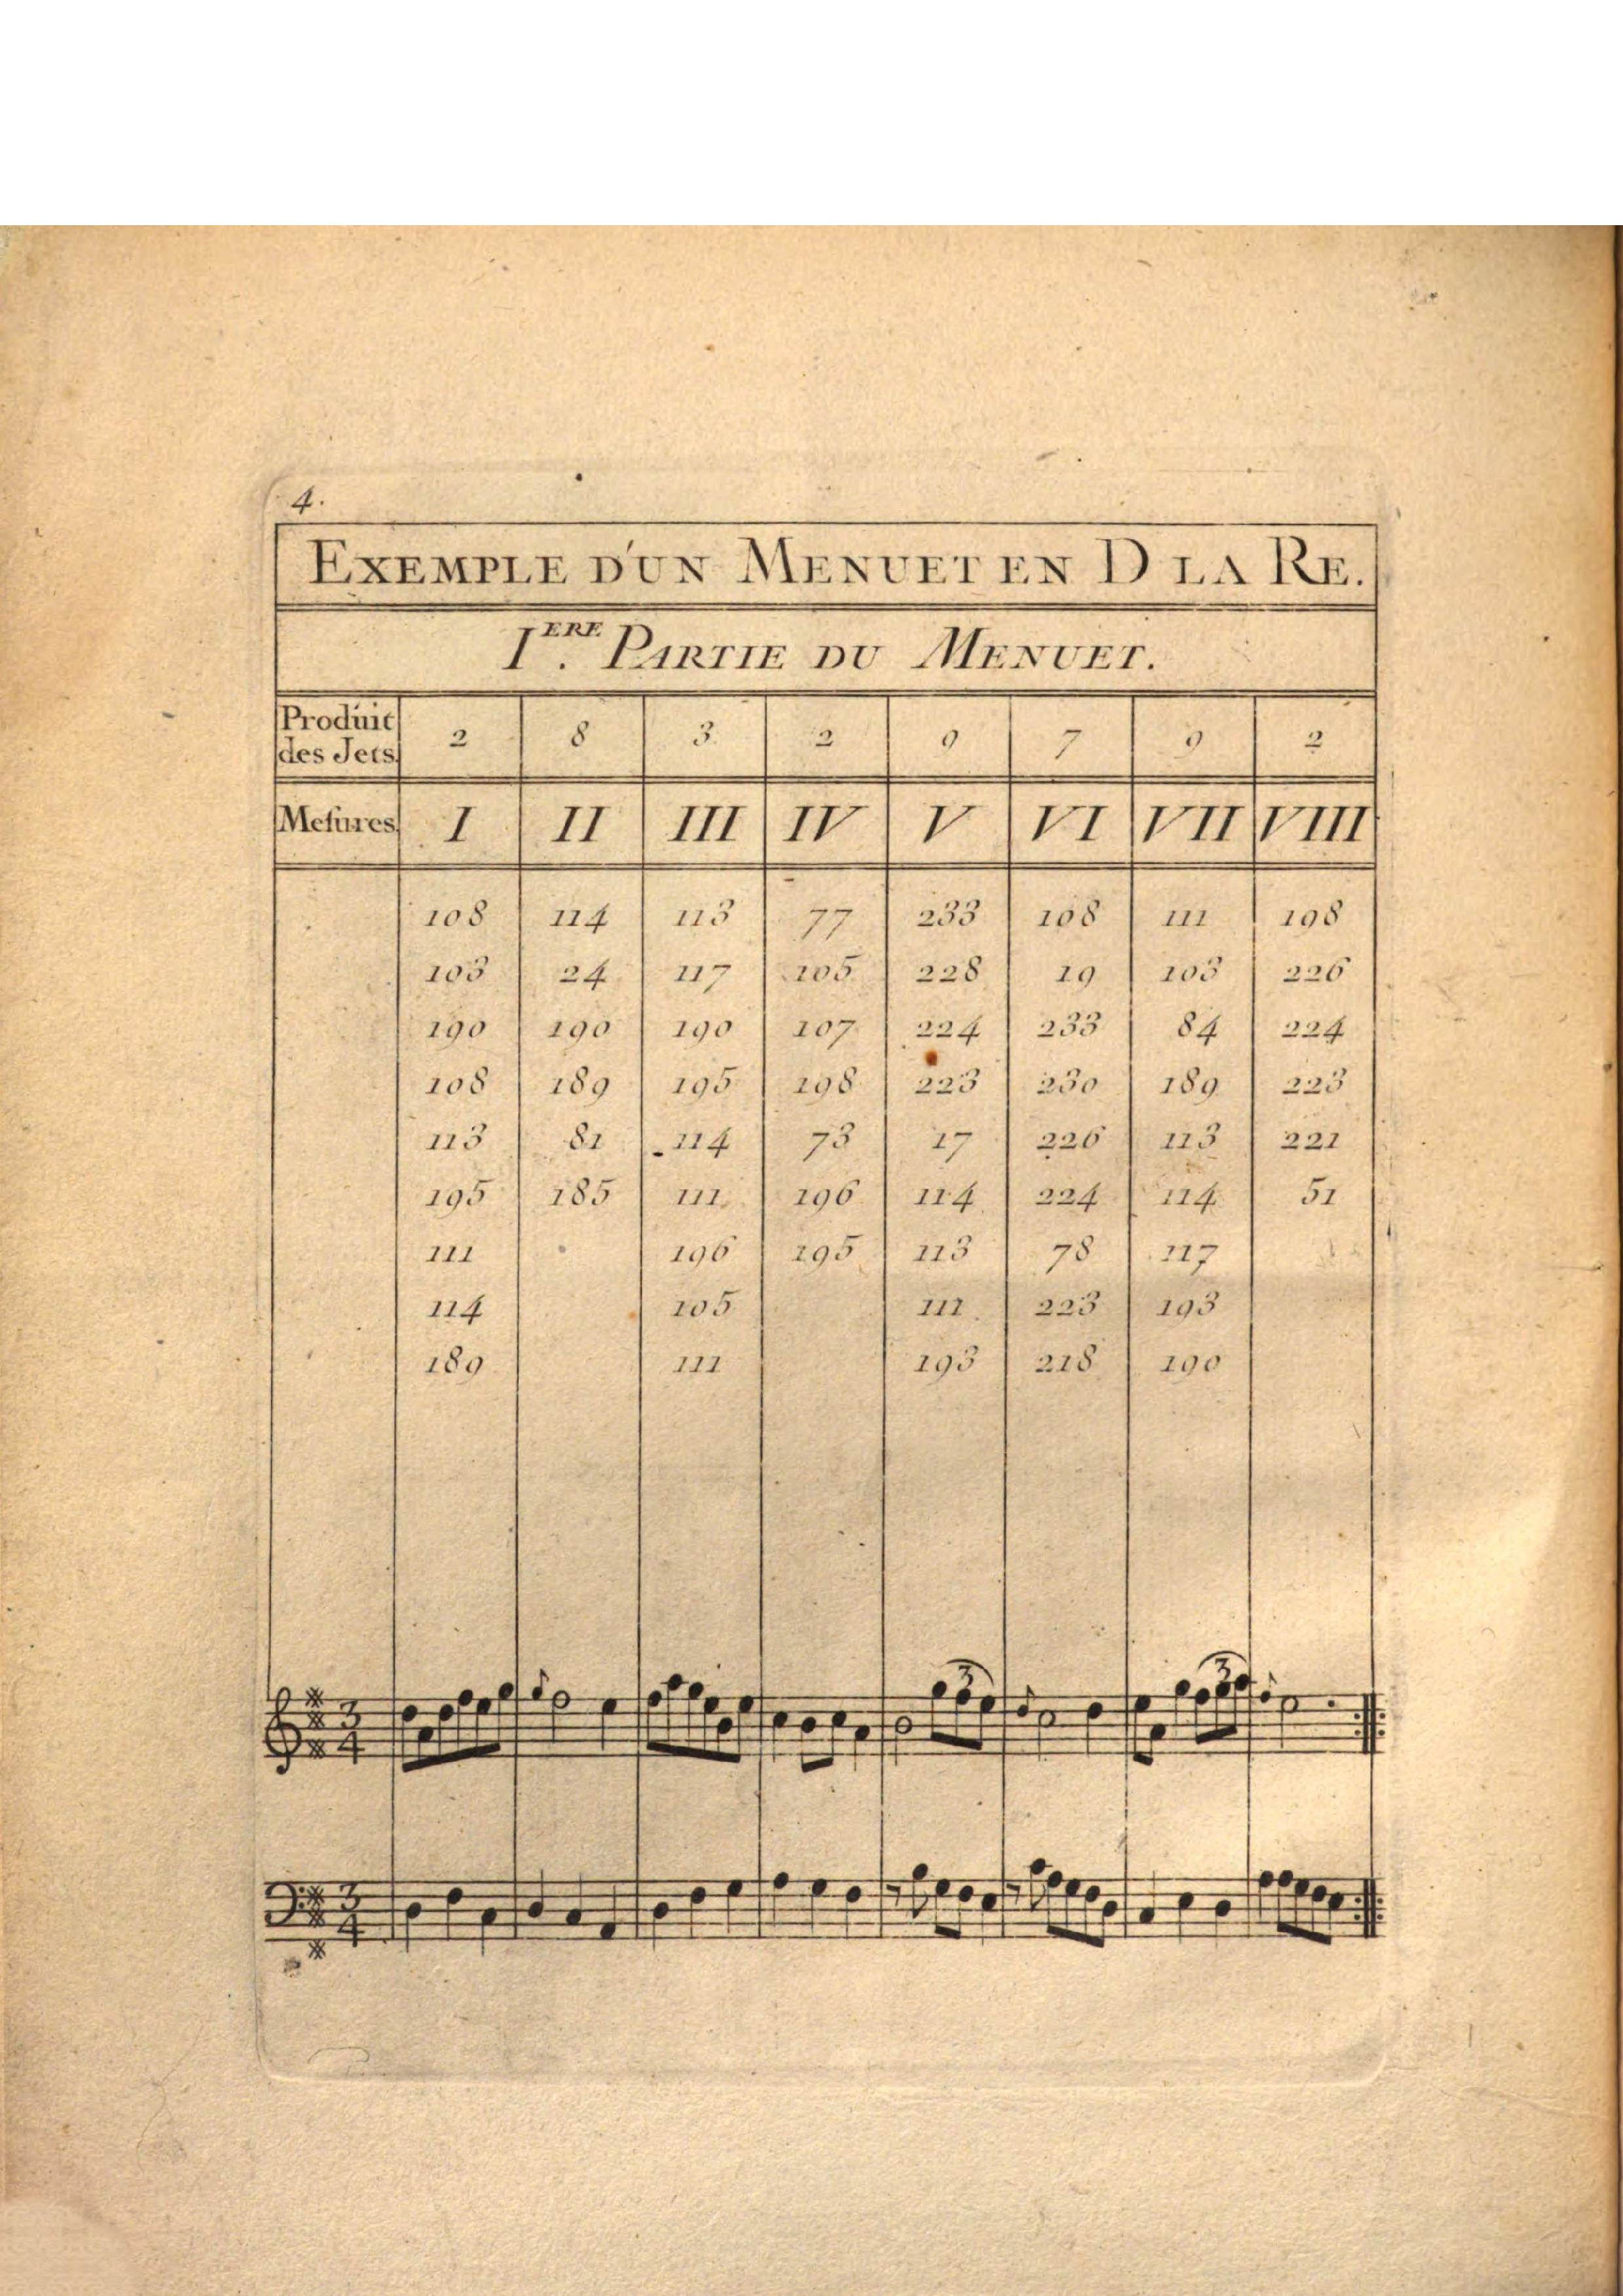 4.
EXEMPLE D'UN MENUET EN D LA RE.
I.ERE PARTIE DU MENUET.
Produit des Jets 2 8 3 2 9 7 9 2
Mesures I II III IV V VI VII VIII
108 114 113 77 233 108 111 198
103 24 117 105 228 19 103 226
190 190 190 107 224 233 84 224
108 189 195 198 223 230 189 223
113 81 114 73 17 226 113 221
195 185 111 196 114 224 114 51
111 196 195 113 78 117
114 105 111 223 193
189 111 193 218 190
3 3
3 4
3 4